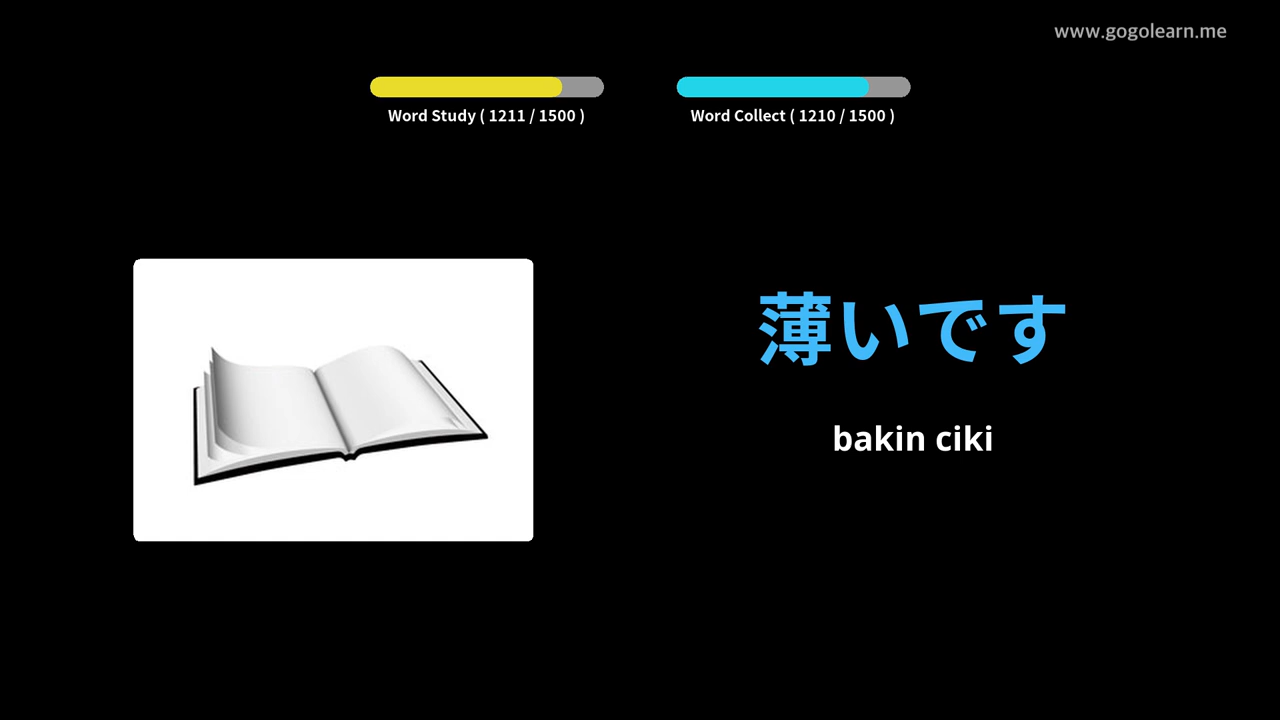 www.gogolearn.me
Word Study ( 1211 / 1500 )
Word Collect ( 1210 / 1500 )
薄いです
bakin ciki